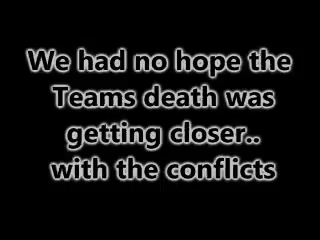 We had no hope the
Teams death was
getting closer..
with the conflicts